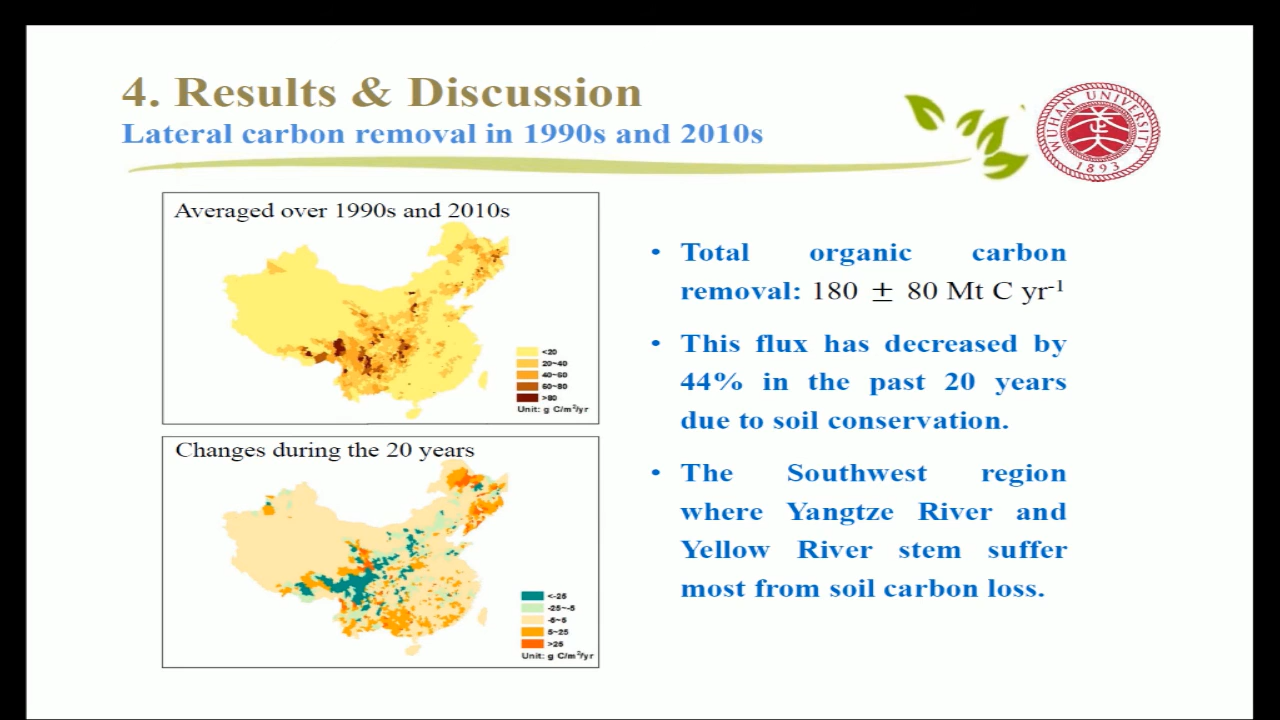 4. Results & Discussion
Lateral carbon removal in 1990s and 2010s
WUHAN UNIVERSITY
1893
Averaged over 1990s and 2010s
<20
20~40
40~60
60~80
>80
Unit: g C/m²/yr
Changes during the 20 years
<-25
-25~-5
-5~5
5~25
>25
Unit: g C/m²/yr
• Total organic carbon
removal: 180 ± 80 Mt C yr⁻¹
• This flux has decreased by
44% in the past 20 years
due to soil conservation.
• The Southwest region
where Yangtze River and
Yellow River stem suffer
most from soil carbon loss.